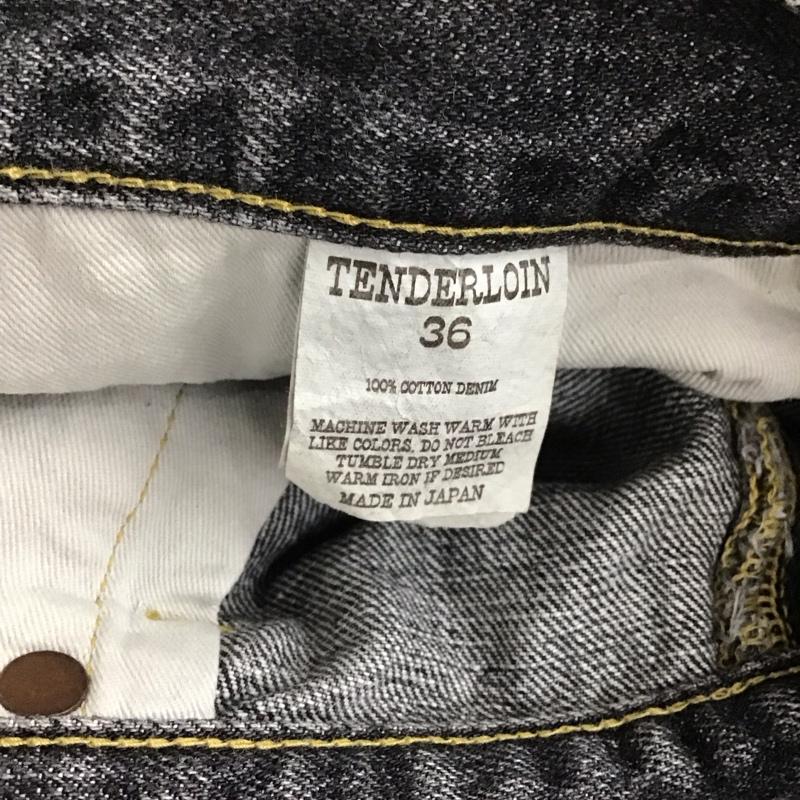 TENDERLOIN
36
100% COTTON DENIM
MACHINE WASH WARM WITH
LIKE COLORS. DO NOT BLEACH
TUMBLE DRY MEDIUM
WARM IRON IF DESIRED
MADE IN JAPAN